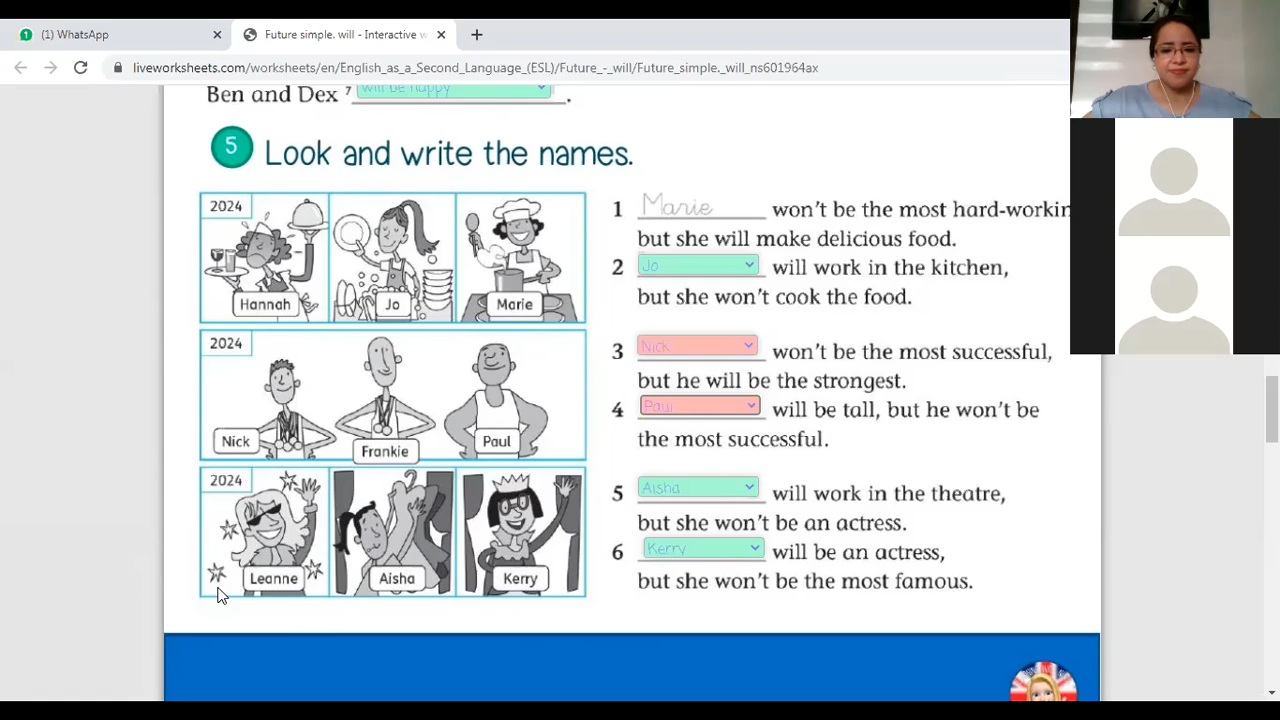 (1) WhatsApp
Future simple. will - Interactive w
liveworksheets.com/worksheets/en/English_as_a_Second_Language_(ESL)/Future_-_will/Future_simple._will_ns601964ax
Ben and Dex 7 will be happy .
5 Look and write the names.
2024
Hannah
Jo
Marie
2024
Nick
Frankie
Paul
2024
Leanne
Aisha
Kerry
1 Marie won't be the most hard-workin
but she will make delicious food.
2 Jo will work in the kitchen,
but she won't cook the food.
3 Nick won't be the most successful,
but he will be the strongest.
4 Paul will be tall, but he won't be
the most successful.
5 Aisha will work in the theatre,
but she won't be an actress.
6 Kerry will be an actress,
but she won't be the most famous.